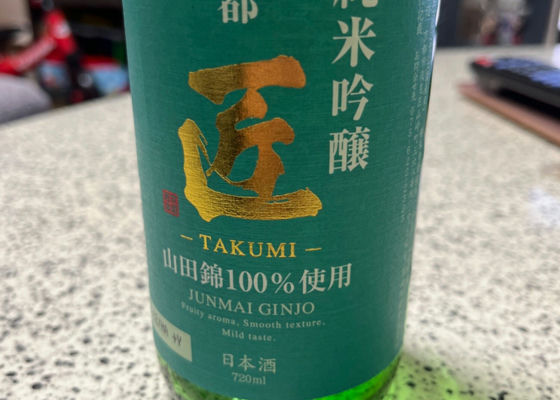 都
純米吟醸
匠
TAKUMI
山田錦100%使用
JUNMAI GINJO
Fruity aroma, Smooth texture.
Mild taste.
日本酒
720ml